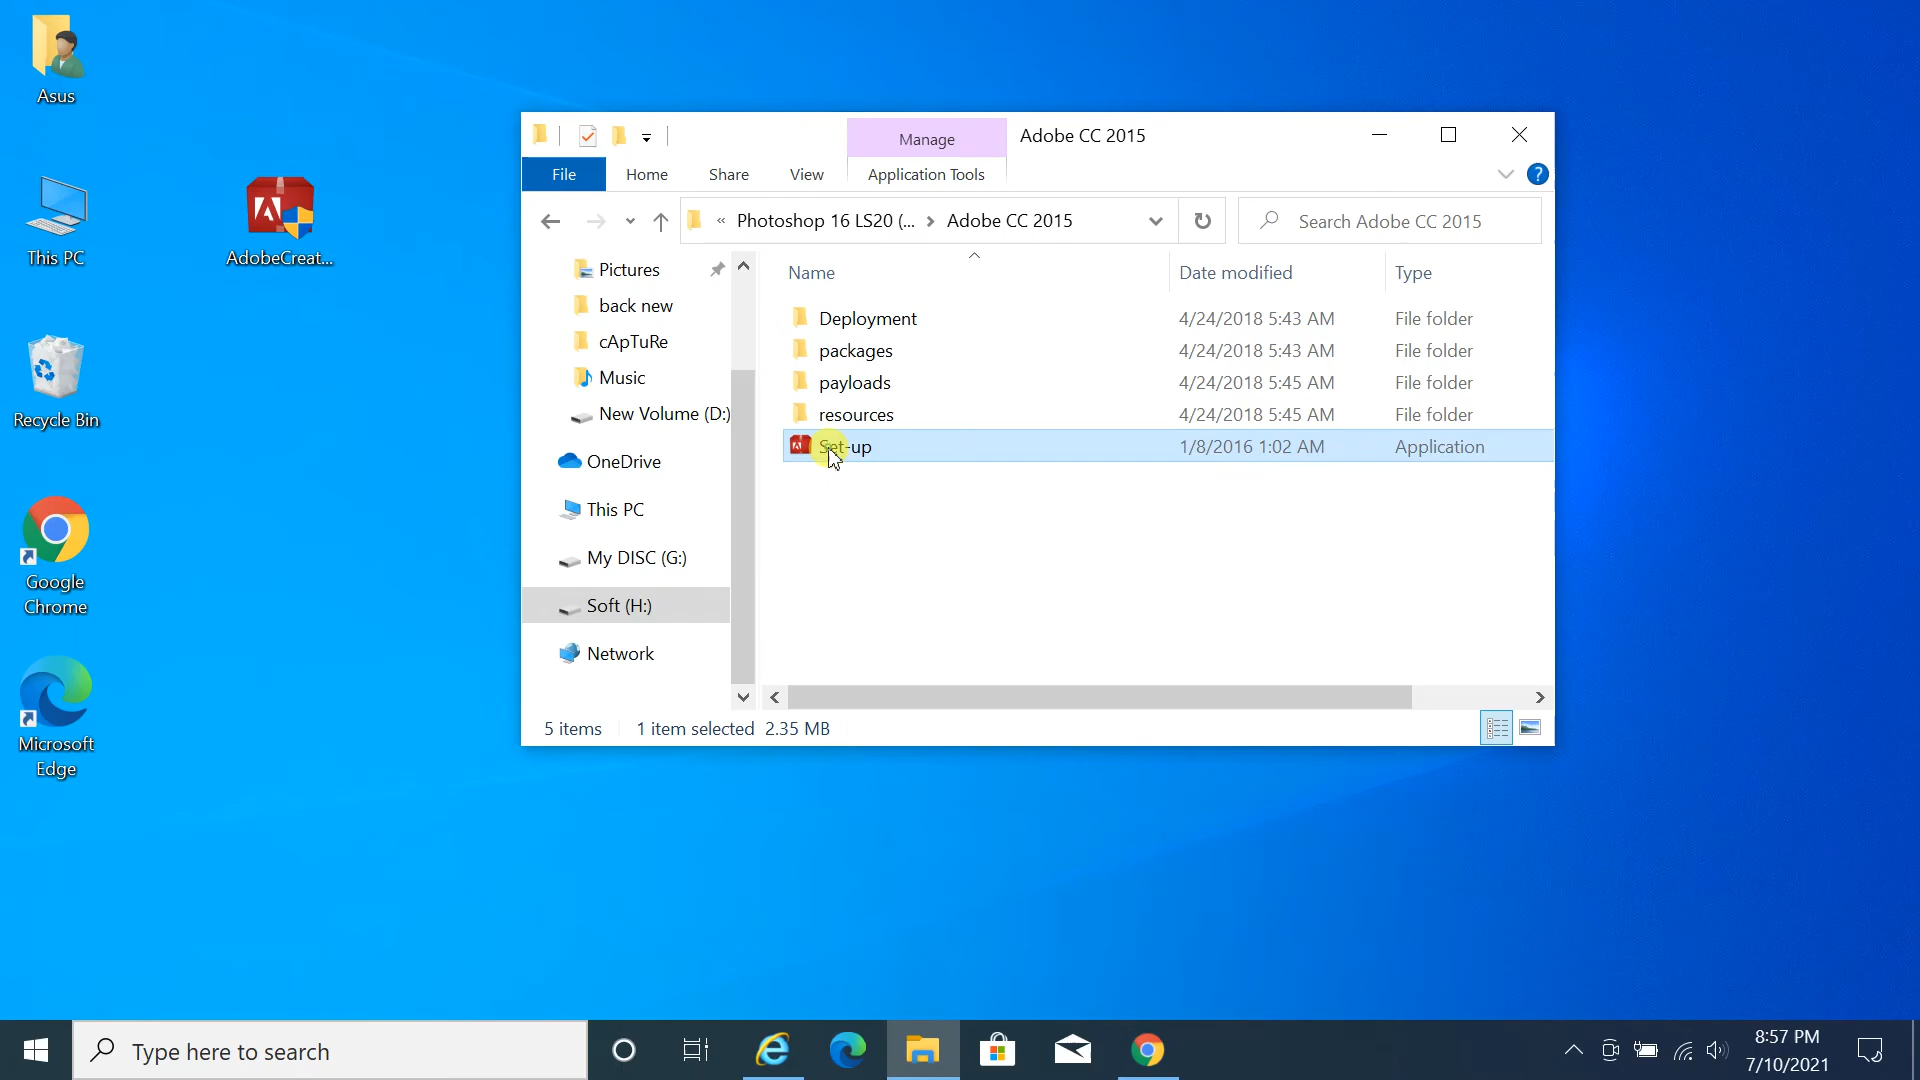 Asus
This PC
AdobeCreat...
Recycle Bin
Google
Chrome
Microsoft
Edge
Manage
Adobe CC 2015
File
Home
Share
View
Application Tools
« Photoshop 16 LS20 (... > Adobe CC 2015
Search Adobe CC 2015
Pictures
back new
cApTuRe
Music
New Volume (D:)
OneDrive
This PC
My DISC (G:)
Soft (H:)
Network
Name Date modified Type
Deployment 4/24/2018 5:43 AM File folder
packages 4/24/2018 5:43 AM File folder
payloads 4/24/2018 5:45 AM File folder
resources 4/24/2018 5:45 AM File folder
Set-up 1/8/2016 1:02 AM Application
5 items 1 item selected 2.35 MB
Type here to search
8:57 PM
7/10/2021